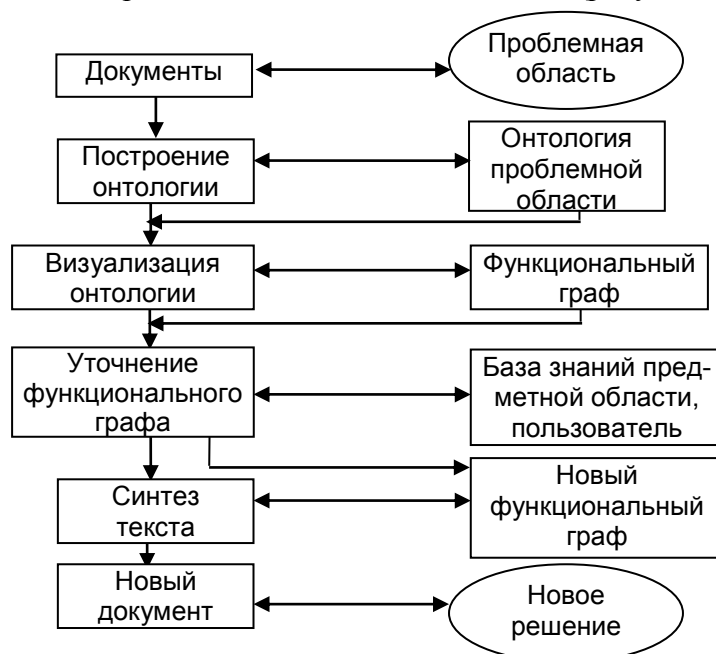 Документы
Проблемная
область
Построение
онтологии
Онтология
проблемной
области
Визуализация
онтологии
Функциональный
граф
Уточнение
функционального
графа
База знаний пред-
метной области,
пользователь
Синтез
текста
Новый
функциональный
граф
Новый
документ
Новое
решение